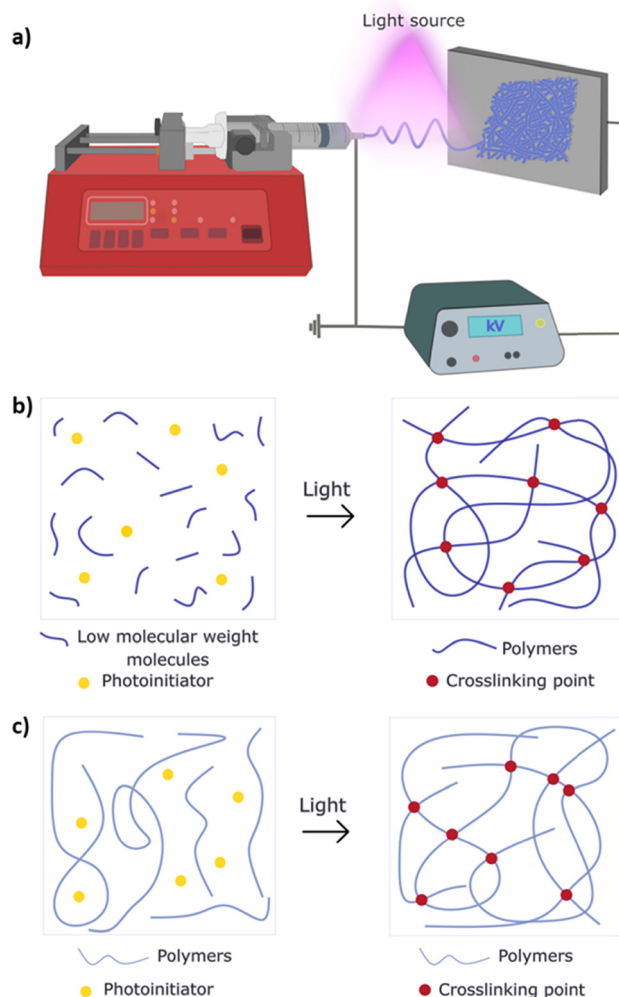 a)
Light source
kV
b)
Light
Low molecular weight
molecules
Photoinitiator
Polymers
Crosslinking point
c)
Light
Polymers
Photoinitiator
Polymers
Crosslinking point